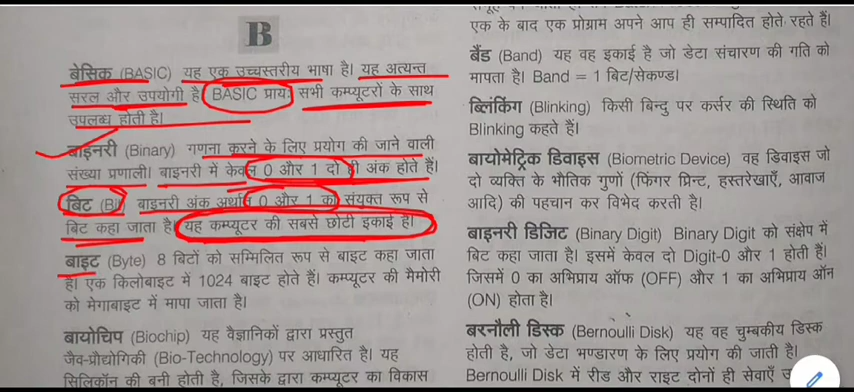 B
बेसिक (BASIC) यह एक उच्चस्तरीय भाषा है। यह अत्यन्त
सरल और उपयोगी है BASIC प्रायः सभी कम्प्यूटरों के साथ
उपलब्ध होती है।
बाइनरी (Binary) गणना करने के लिए प्रयोग की जाने वाली
संख्या प्रणाली। बाइनरी में केवल 0 और 1 दो ही अंक होते हैं।
बिट (Bi बाइनरी अंक अर्थात 0 और 1 को संयुक्त रूप से
बिट कहा जाता है। यह कम्प्यूटर की सबसे छोटी इकाई है।
बाइट (Byte) 8 बिटों को सम्मिलित रूप से बाइट कहा जाता
है। एक किलोबाइट में 1024 बाइट होते हैं। कम्प्यूटर की मैमोरी
को मेगाबाइट में मापा जाता है।
बायोचिप (Biochip) यह वैज्ञानिकों द्वारा प्रस्तुत
जैव-प्रौद्योगिकी (Bio-Technology) पर आधारित है। यह
सिलिकॉन की बनी होती है, जिसके द्वारा कम्प्यूटर का विकास
एक के बाद एक प्रोग्राम अपने आप ही सम्पादित होते रहते हैं।
बैंड (Band) यह वह इकाई है जो डेटा संचारण की गति को
मापता है। Band = 1 बिट/सेकण्ड।
ब्लिंकिंग (Blinking) किसी बिन्दु पर कर्सर की स्थिति को
Blinking कहते हैं।
बायोमेट्रिक डिवाइस (Biometric Device) वह डिवाइस जो
दो व्यक्ति के भौतिक गुणों (फिंगर प्रिन्ट, हस्तरेखाएँ, आवाज
आदि) की पहचान कर विभेद करती है।
बाइनरी डिजिट (Binary Digit) Binary Digit को संक्षेप में
बिट कहा जाता है। इसमें केवल दो Digit-0 और 1 होती हैं।
जिसमें 0 का अभिप्राय ऑफ (OFF) और 1 का अभिप्राय ऑन
(ON) होता है।
बरनौली डिस्क (Bernoulli Disk) यह वह चुम्बकीय डिस्क
होती है, जो डेटा भण्डारण के लिए प्रयोग की जाती है।
Bernoulli Disk में रीड और राइट दोनों ही सेवाएँ